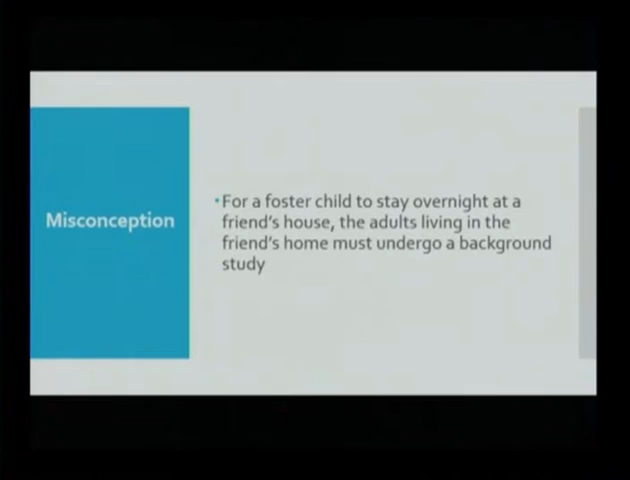 Misconception
• For a foster child to stay overnight at a
friend's house, the adults living in the
friend's home must undergo a background
study